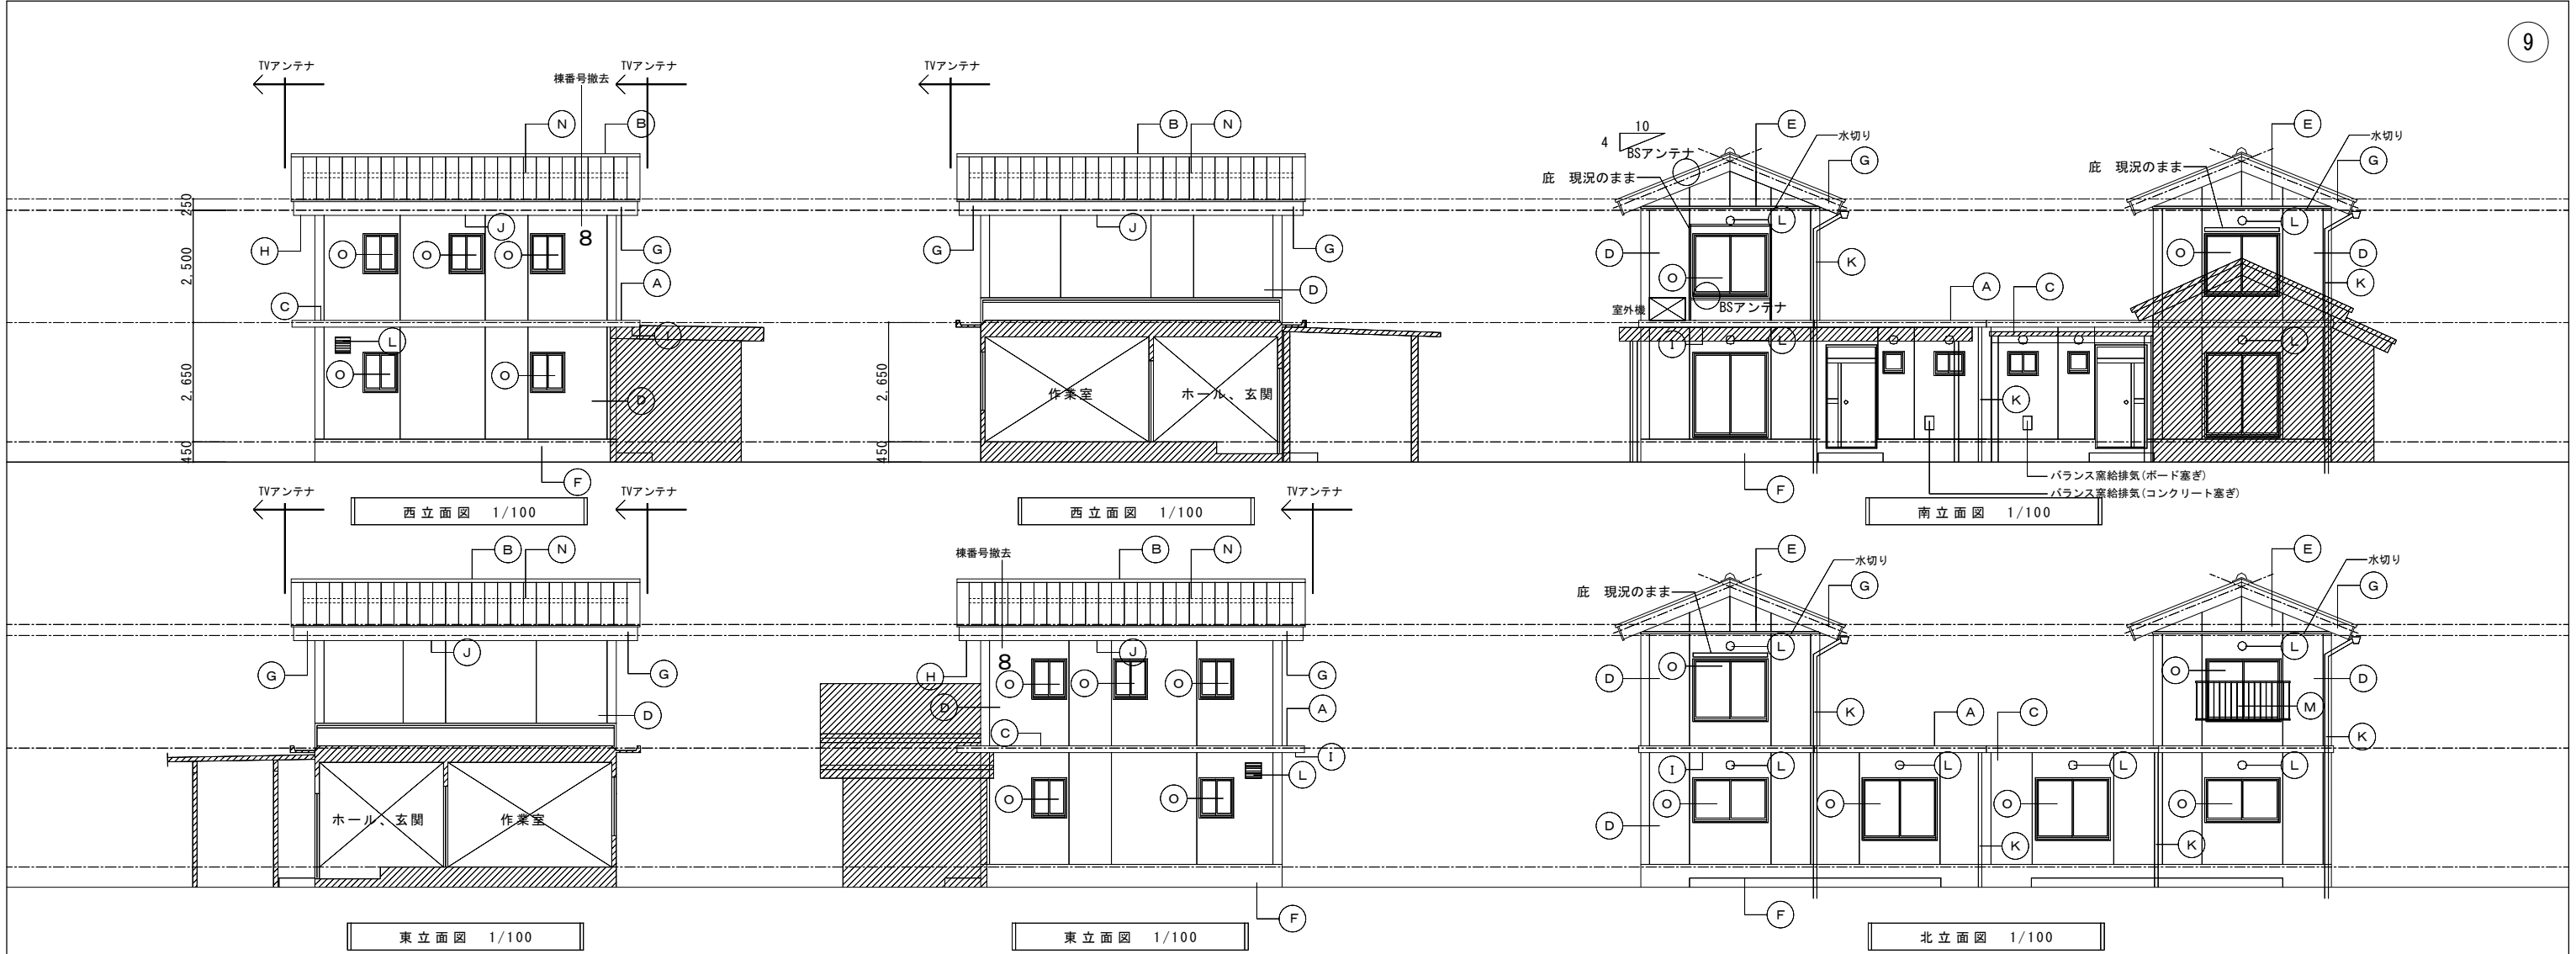 9
TVアンテナ
棟番号撤去
TVアンテナ
N
B
250
J
8
H
O
O
O
G
2,500
A
C
L
L
O
O
2,650
D
450
F
西立面図 1/100
TVアンテナ
B
N
J
G
G
D
2,650
作業室
ホール、玄関
450
西立面図 1/100
10
4
BSアンテナ
E
水切り
G
庇 現況のまま
L
D
O
K
室外機
BSアンテナ
A
C
I
L
K
F
E
水切り
G
庇 現況のまま
L
O
D
K
L
バランス窯給排気(ボード塞ぎ)
バランス窯給排気(コンクリート塞ぎ)
南立面図 1/100
TVアンテナ
TVアンテナ
B
N
J
G
G
D
ホール、玄関
作業室
東立面図 1/100
TVアンテナ
棟番号撤去
B
N
8
J
H
O
O
O
G
D
A
C
I
L
O
O
F
東立面図 1/100
E
水切り
G
庇 現況のまま
L
O
D
K
A
C
I
L
L
L
L
O
O
O
O
D
K
K
F
E
水切り
G
L
O
D
M
K
北立面図 1/100